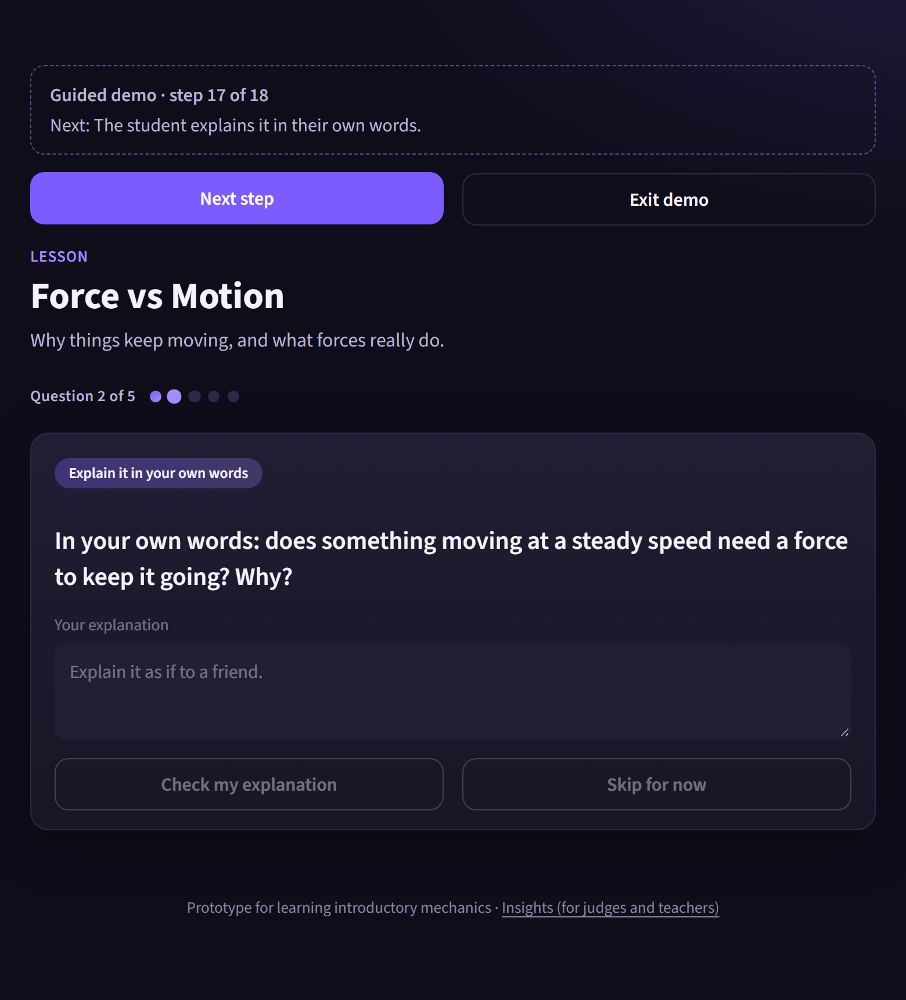 Guided demo · step 17 of 18
Next: The student explains it in their own words.
Next step
Exit demo
LESSON
Force vs Motion
Why things keep moving, and what forces really do.
Question 2 of 5
Explain it in your own words
In your own words: does something moving at a steady speed need a force
to keep it going? Why?
Your explanation
Explain it as if to a friend.
Check my explanation
Skip for now
Prototype for learning introductory mechanics · Insights (for judges and teachers)